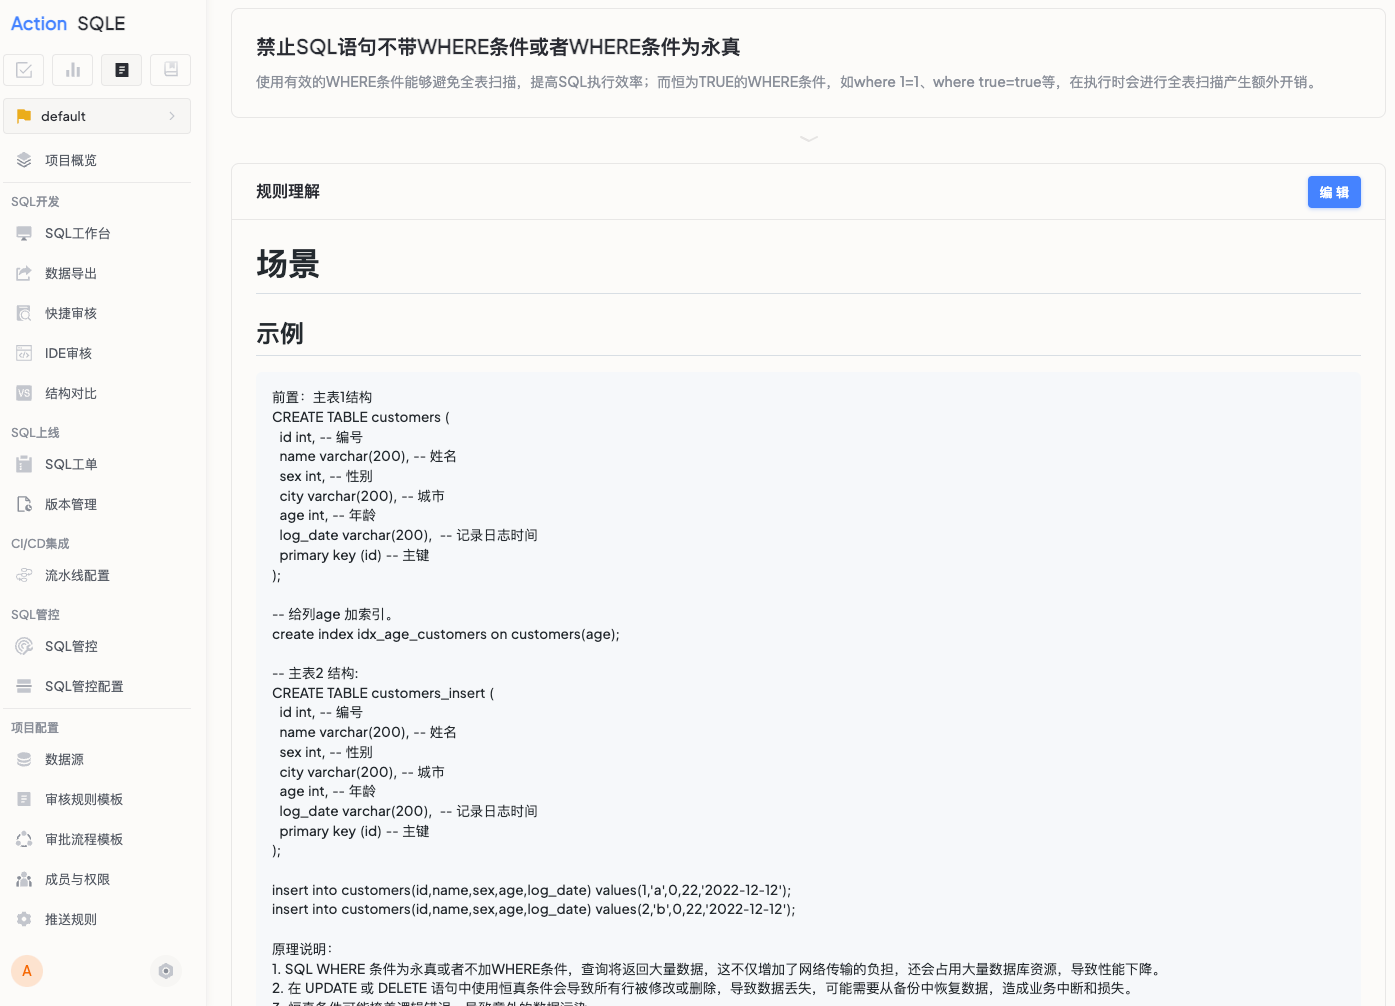 Action SQLE
default
项目概览
SQL开发
SQL工作台
数据导出
快捷审核
IDE审核
VS 结构对比
SQL上线
SQL工单
版本管理
CI/CD集成
流水线配置
SQL管控
SQL管控
SQL管控配置
项目配置
数据源
审核规则模板
审批流程模板
成员与权限
推送规则
A
禁止SQL语句不带WHERE条件或者WHERE条件为永真
使用有效的WHERE条件能够避免全表扫描，提高SQL执行效率；而恒为TRUE的WHERE条件，如where 1=1、where true=true等，在执行时会进行全表扫描产生额外开销。
规则理解
编 辑
场景
示例
前置：主表1结构
CREATE TABLE customers (
id int, -- 编号
name varchar(200), -- 姓名
sex int, -- 性别
city varchar(200), -- 城市
age int, -- 年龄
log_date varchar(200),  -- 记录日志时间
primary key (id) -- 主键
);
-- 给列age 加索引。
create index idx_age_customers on customers(age);
-- 主表2 结构:
CREATE TABLE customers_insert (
id int, -- 编号
name varchar(200), -- 姓名
sex int, -- 性别
city varchar(200), -- 城市
age int, -- 年龄
log_date varchar(200),  -- 记录日志时间
primary key (id) -- 主键
);
insert into customers(id,name,sex,age,log_date) values(1,'a',0,22,'2022-12-12');
insert into customers(id,name,sex,age,log_date) values(2,'b',0,22,'2022-12-12');
原理说明：
1. SQL WHERE 条件为永真或者不加WHERE条件，查询将返回大量数据，这不仅增加了网络传输的负担，还会占用大量数据库资源，导致性能下降。
2. 在 UPDATE 或 DELETE 语句中使用恒真条件会导致所有行被修改或删除，导致数据丢失，可能需要从备份中恢复数据，造成业务中断和损失。
3. 恒真条件可能掩盖逻辑错误，导致意外的数据污染